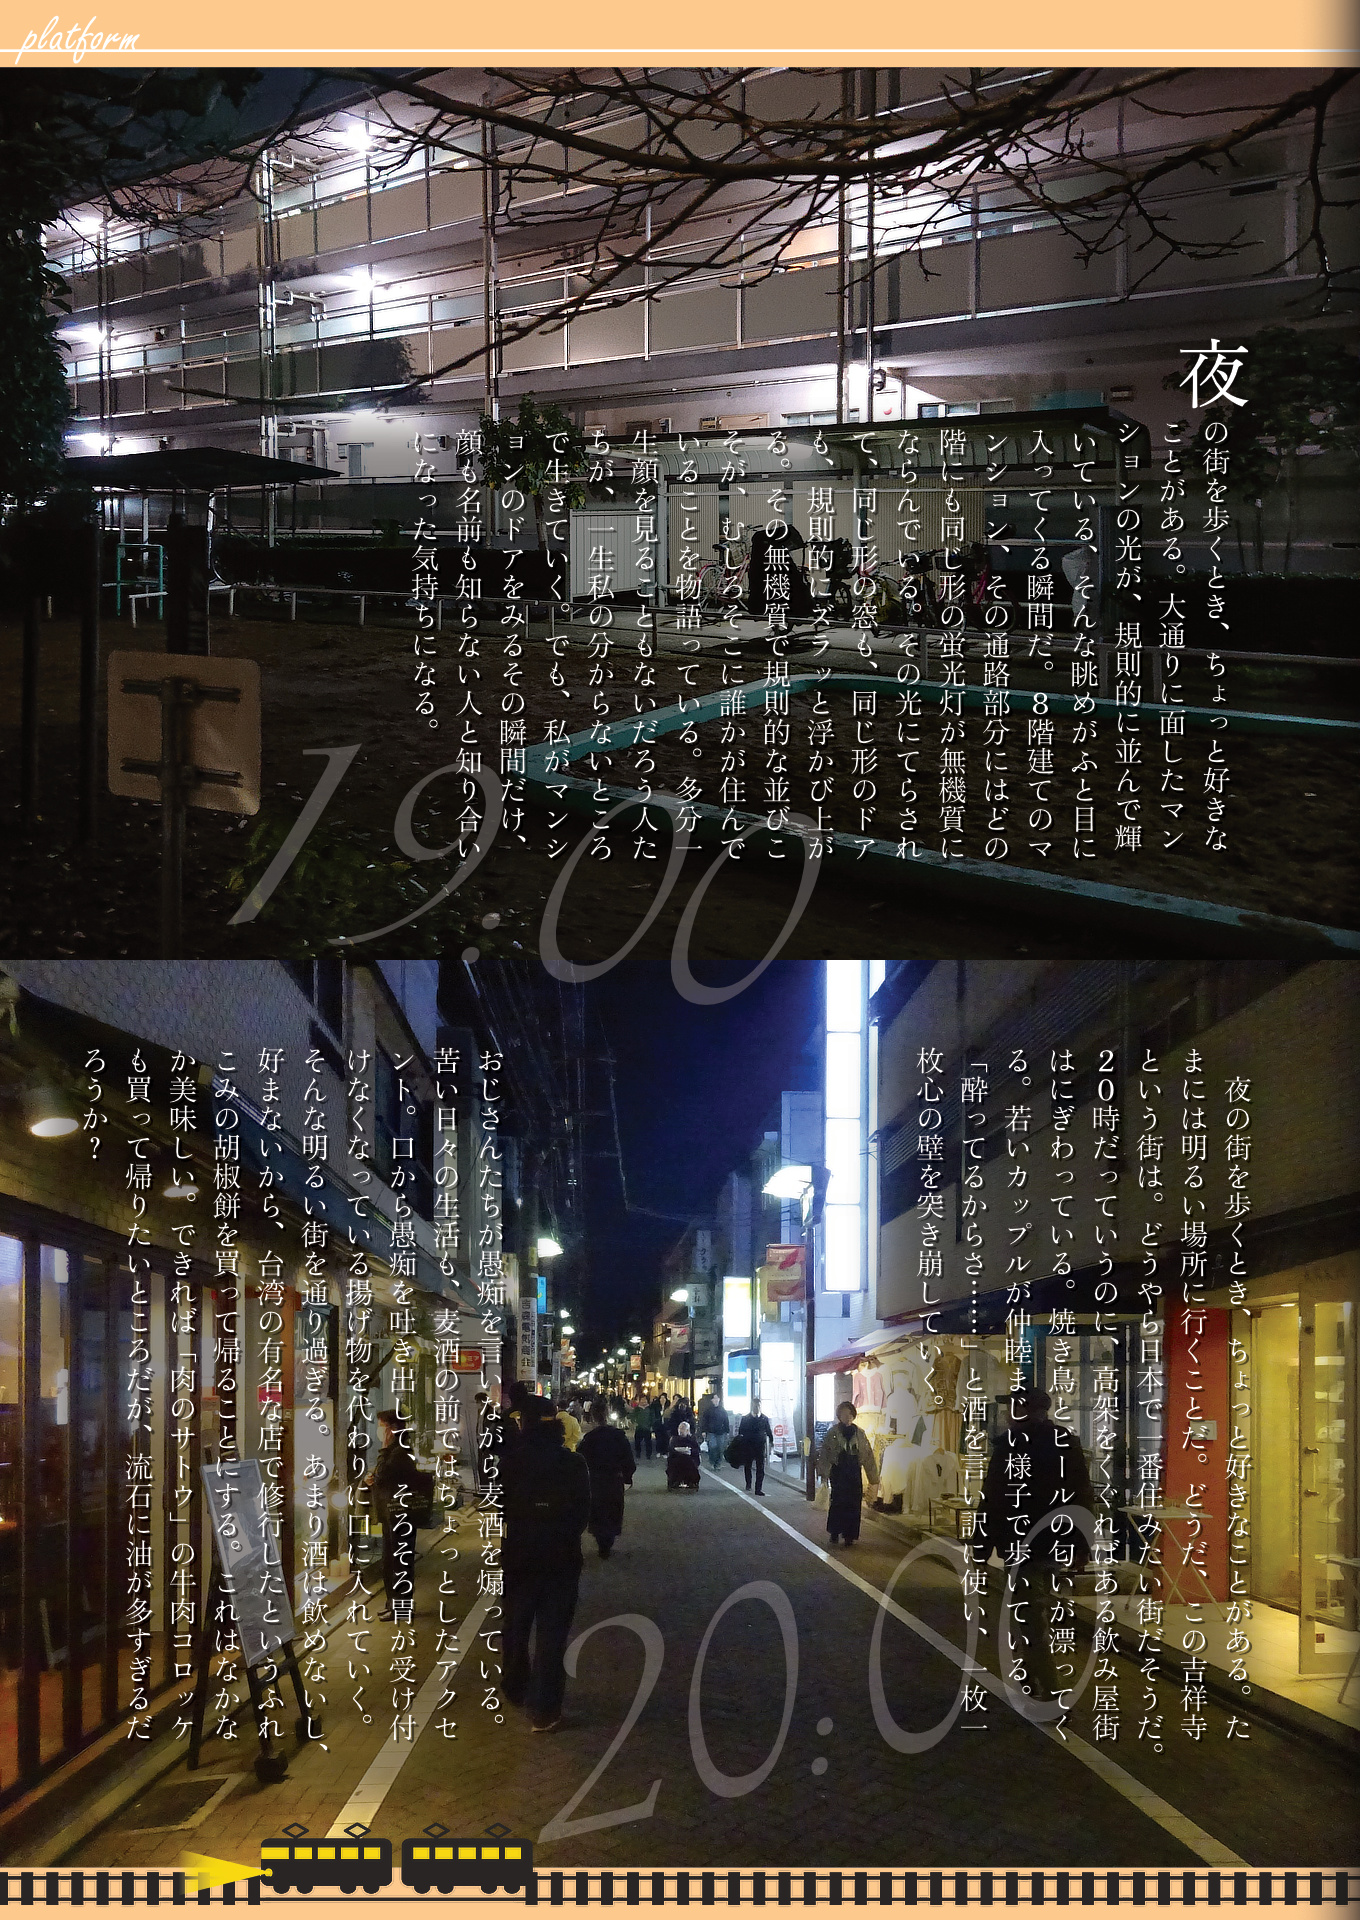 platform
夜
の街を歩くとき、ちょっと好きな
ことがある。大通りに面したマン
ションの光が、規則的に並んで輝
いている、そんな眺めがふと目に
入ってくる瞬間だ。8階建てのマ
ンション、その通路部分にはどの
階にも同じ形の蛍光灯が無機質に
ならんでいる。その光にてらされ
て、同じ形の窓も、同じ形のドア
も、規則的にズラッと浮かび上が
る。その無機質で規則的な並びこ
そが、むしろそこに誰かが住んで
いることを物語っている。多分一
生顔を見ることもないだろう人た
ちが、一生私の分からないところ
で生きていく。でも、私がマンシ
ョンのドアをみるその瞬間だけ、
顔も名前も知らない人と知り合い
になった気持ちになる。
19:00
夜の街を歩くとき、ちょっと好きなことがある。た
まには明るい場所に行くことだ。どうだ、この吉祥寺
という街は。どうやら日本で一番住みたい街だそうだ。
20時だっていうのに、高架をくぐればある飲み屋街
はにぎわっている。焼き鳥とビールの匂いが漂ってく
る。若いカップルが仲睦まじい様子で歩いている。
「酔ってるからさ……」と酒を言い訳に使い、一枚一
枚心の壁を突き崩していく。
おじさんたちが愚痴を言いながら麦酒を煽っている。
苦い日々の生活も、麦酒の前ではちょっとしたアクセ
ント。口から愚痴を吐き出して、そろそろ胃が受け付
けなくなっている揚げ物を代わりに口に入れていく。
そんな明るい街を通り過ぎる。あまり酒は飲めないし、
好まないから、台湾の有名な店で修行したというふれ
こみの胡椒餅を買って帰ることにする。これはなかな
か美味しい。できれば「肉のサトウ」の牛肉コロッケ
も買って帰りたいところだが、流石に油が多すぎるだ
ろうか?
20:00